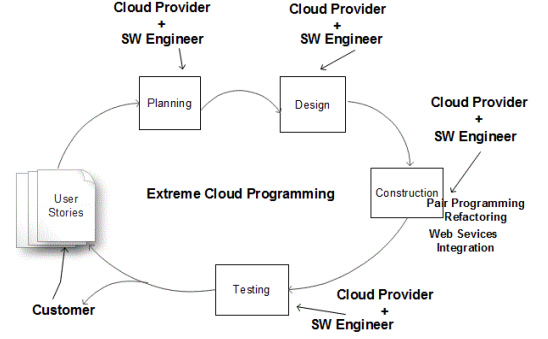 Cloud Provider
+
SW Engineer
Cloud Provider
+
SW Engineer
Planning
Design
Cloud Provider
+
SW Engineer
User
Stories
Extreme Cloud Programming
Construction
Pair Programming
Refactoring
Web Sevices
Integration
Testing
Customer
Cloud Provider
+
SW Engineer